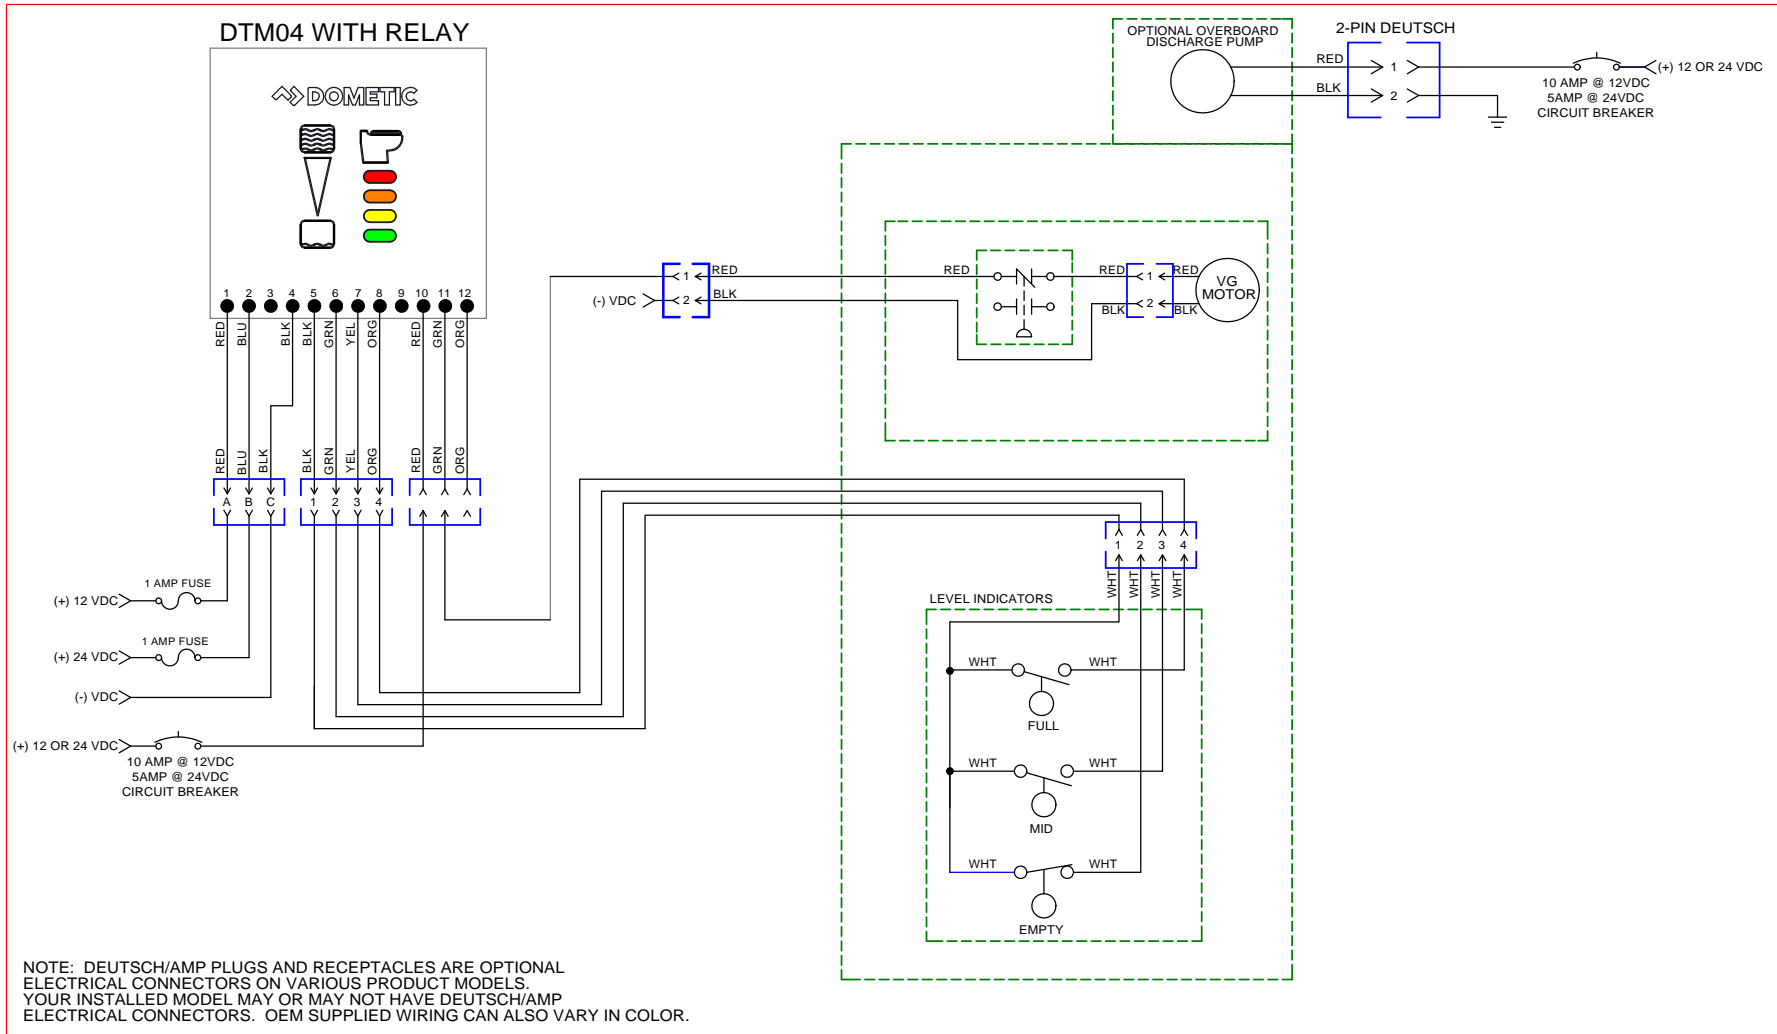 DTM04 WITH RELAY
DOMETIC
1 2 3 4 5 6 7 8 9 10 11 12
RED BLU BLK BLK GRN YEL ORG RED GRN ORG
RED BLU BLK BLK GRN YEL ORG RED GRN ORG
A B C 1 2 3 4
1 AMP FUSE
(+) 12 VDC
1 AMP FUSE
(+) 24 VDC
(-) VDC
(+) 12 OR 24 VDC
10 AMP @ 12VDC
5AMP @ 24VDC
CIRCUIT BREAKER
OPTIONAL OVERBOARD
DISCHARGE PUMP
RED
BLK
2-PIN DEUTSCH
1
2
(+) 12 OR 24 VDC
10 AMP @ 12VDC
5AMP @ 24VDC
CIRCUIT BREAKER
1 RED RED RED 1 RED
(-) VDC 2 BLK BLK 2 BLK
VG
MOTOR
1 2 3 4
WHT WHT WHT WHT
LEVEL INDICATORS
WHT WHT
FULL
WHT WHT
MID
WHT WHT
EMPTY
NOTE: DEUTSCH/AMP PLUGS AND RECEPTACLES ARE OPTIONAL
ELECTRICAL CONNECTORS ON VARIOUS PRODUCT MODELS.
YOUR INSTALLED MODEL MAY OR MAY NOT HAVE DEUTSCH/AMP
ELECTRICAL CONNECTORS. OEM SUPPLIED WIRING CAN ALSO VARY IN COLOR.